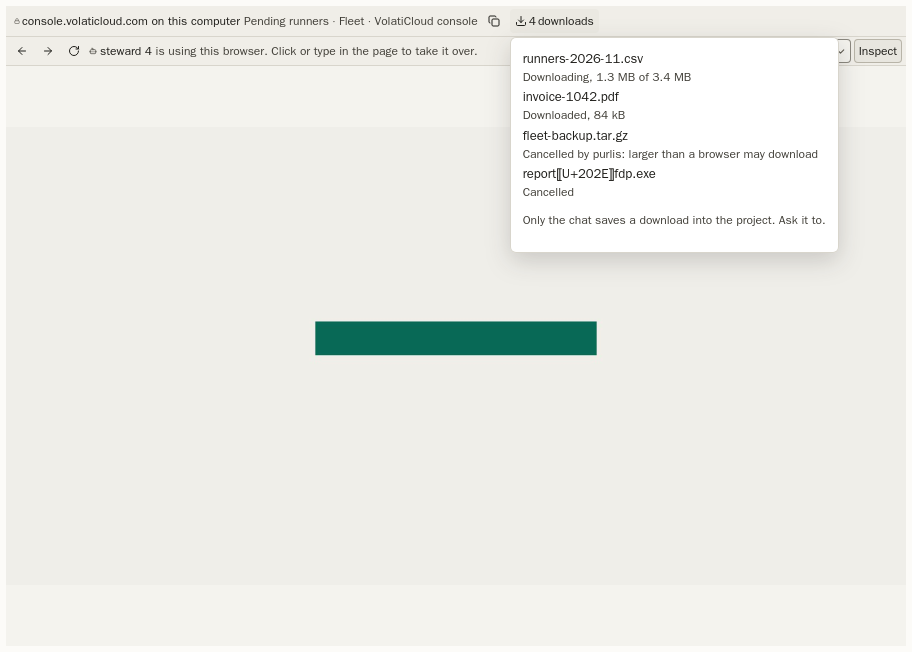 console.volaticloud.com on this computer Pending runners · Fleet · VolatiCloud console
4 downloads
steward 4 is using this browser. Click or type in the page to take it over.
Inspect
runners-2026-11.csv
Downloading, 1.3 MB of 3.4 MB
invoice-1042.pdf
Downloaded, 84 kB
fleet-backup.tar.gz
Cancelled by purlis: larger than a browser may download
report⟦U+202E⟧fdp.exe
Cancelled
Only the chat saves a download into the project. Ask it to.